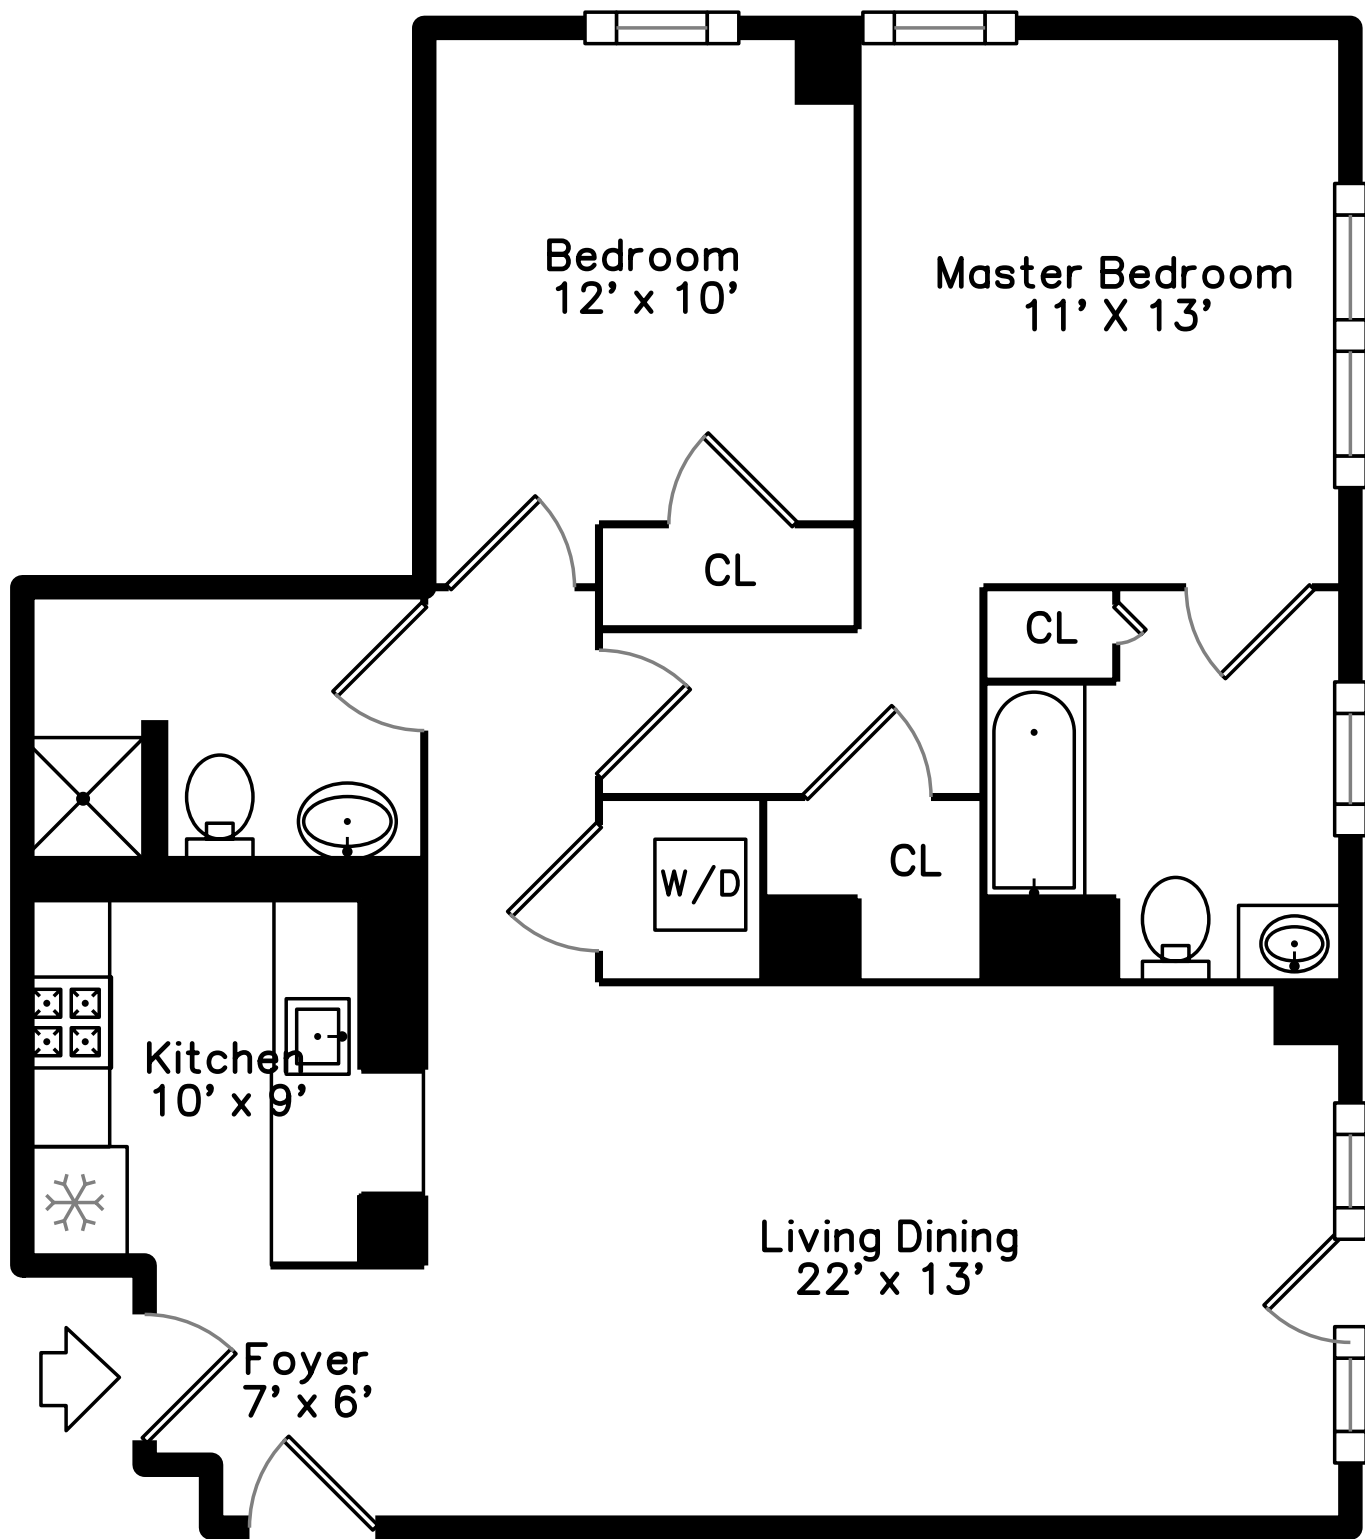 Bedroom
12' x 10'
Master Bedroom
11' X 13'
CL
CL
CL
W/D
Kitchen
10' x 9'
Living Dining
22' x 13'
Foyer
7' x 6'